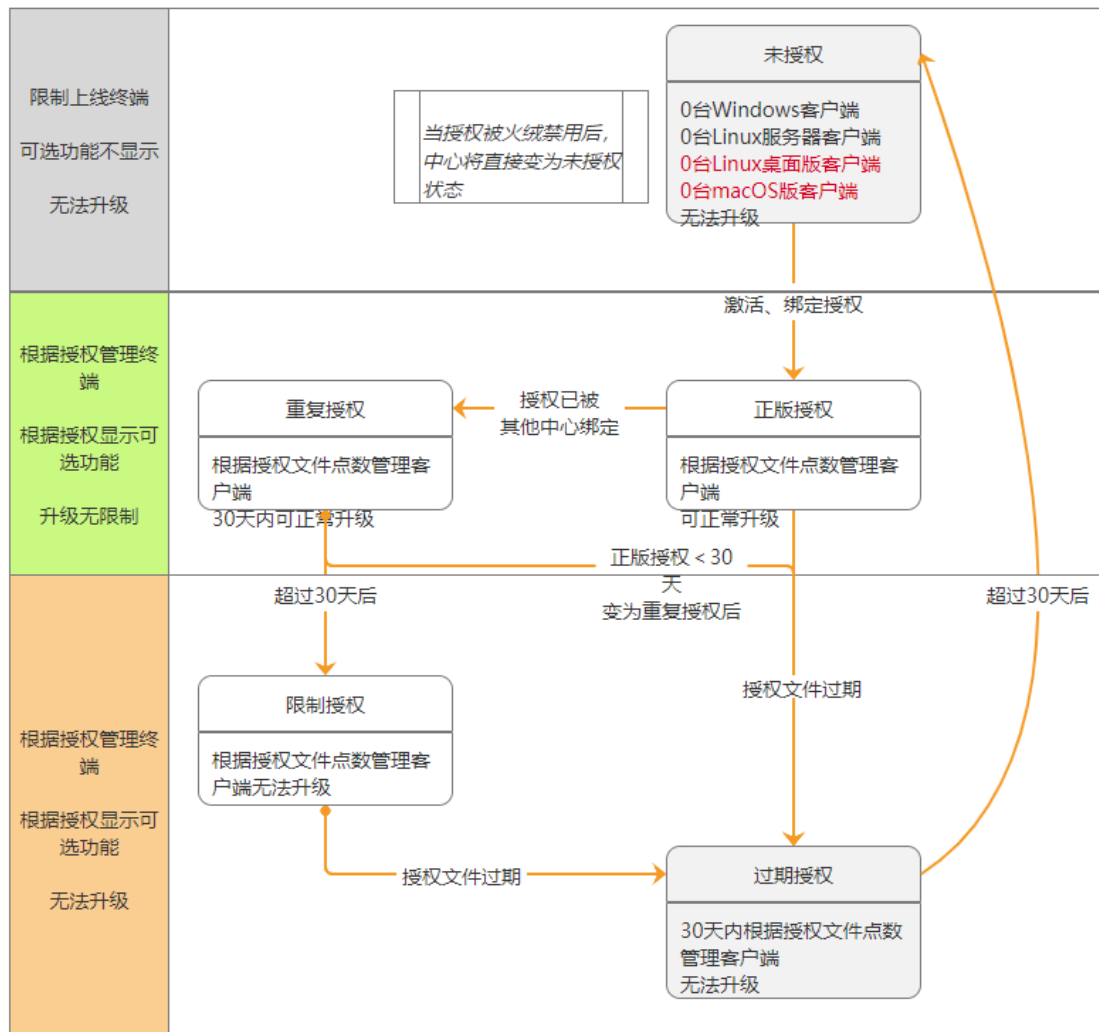 限制上线终端
可选功能不显示
无法升级
当授权被火绒禁用后，
中心将直接变为未授权
状态
未授权
0台Windows客户端
0台Linux服务器客户端
0台Linux桌面版客户端
0台macOS版客户端
无法升级
激活、绑定授权
根据授权管理终
端
根据授权显示可
选功能
升级无限制
重复授权
根据授权文件点数管理客
户端
30天内可正常升级
授权已被
其他中心绑定
正版授权
根据授权文件点数管理客
户端
可正常升级
正版授权 < 30
天
变为重复授权后
超过30天后
超过30天后
根据授权管理终
端
根据授权显示可
选功能
无法升级
限制授权
根据授权文件点数管理客
户端无法升级
授权文件过期
授权文件过期
过期授权
30天内根据授权文件点数
管理客户端
无法升级